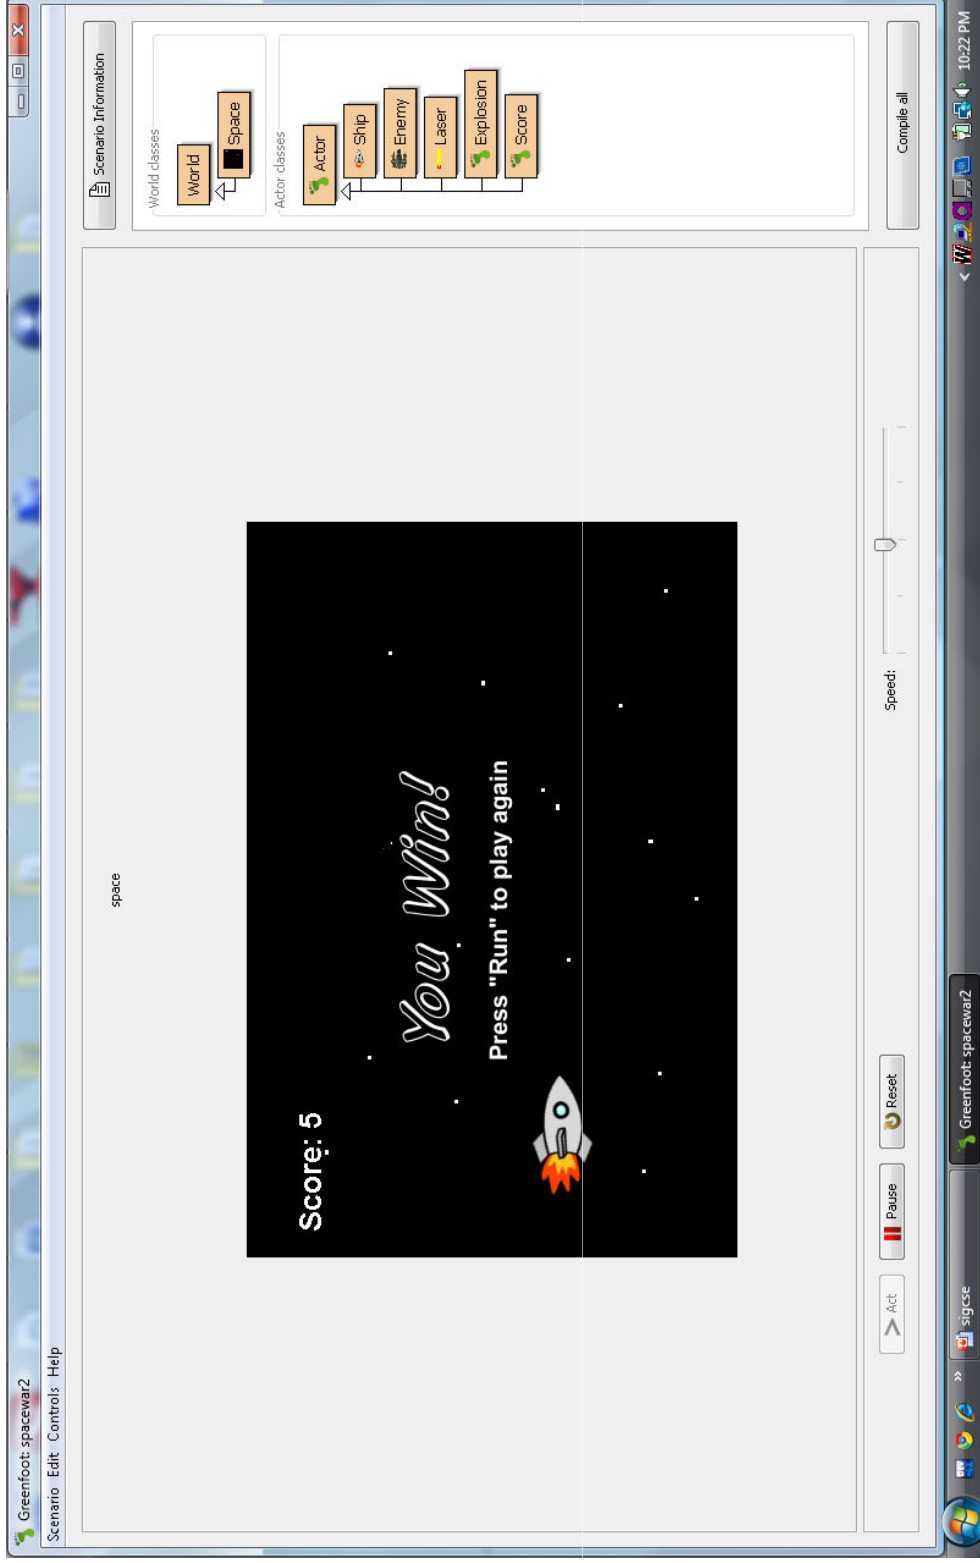 Greenfoot: spacewar2
Scenario Edit Controls Help
space
Scenario Information
World classes
World
Space
Actor classes
Actor
Ship
Enemy
Laser
Explosion
Score
Score: 5
You Win!
Press "Run" to play again
Act
Pause
Reset
Speed:
Compile all
sigcse
Greenfoot: spacewar2
10:22 PM